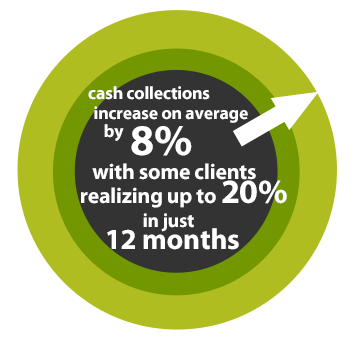 cash collections
increase on average
by 8%
with some clients
realizing up to 20%
in just
12 months